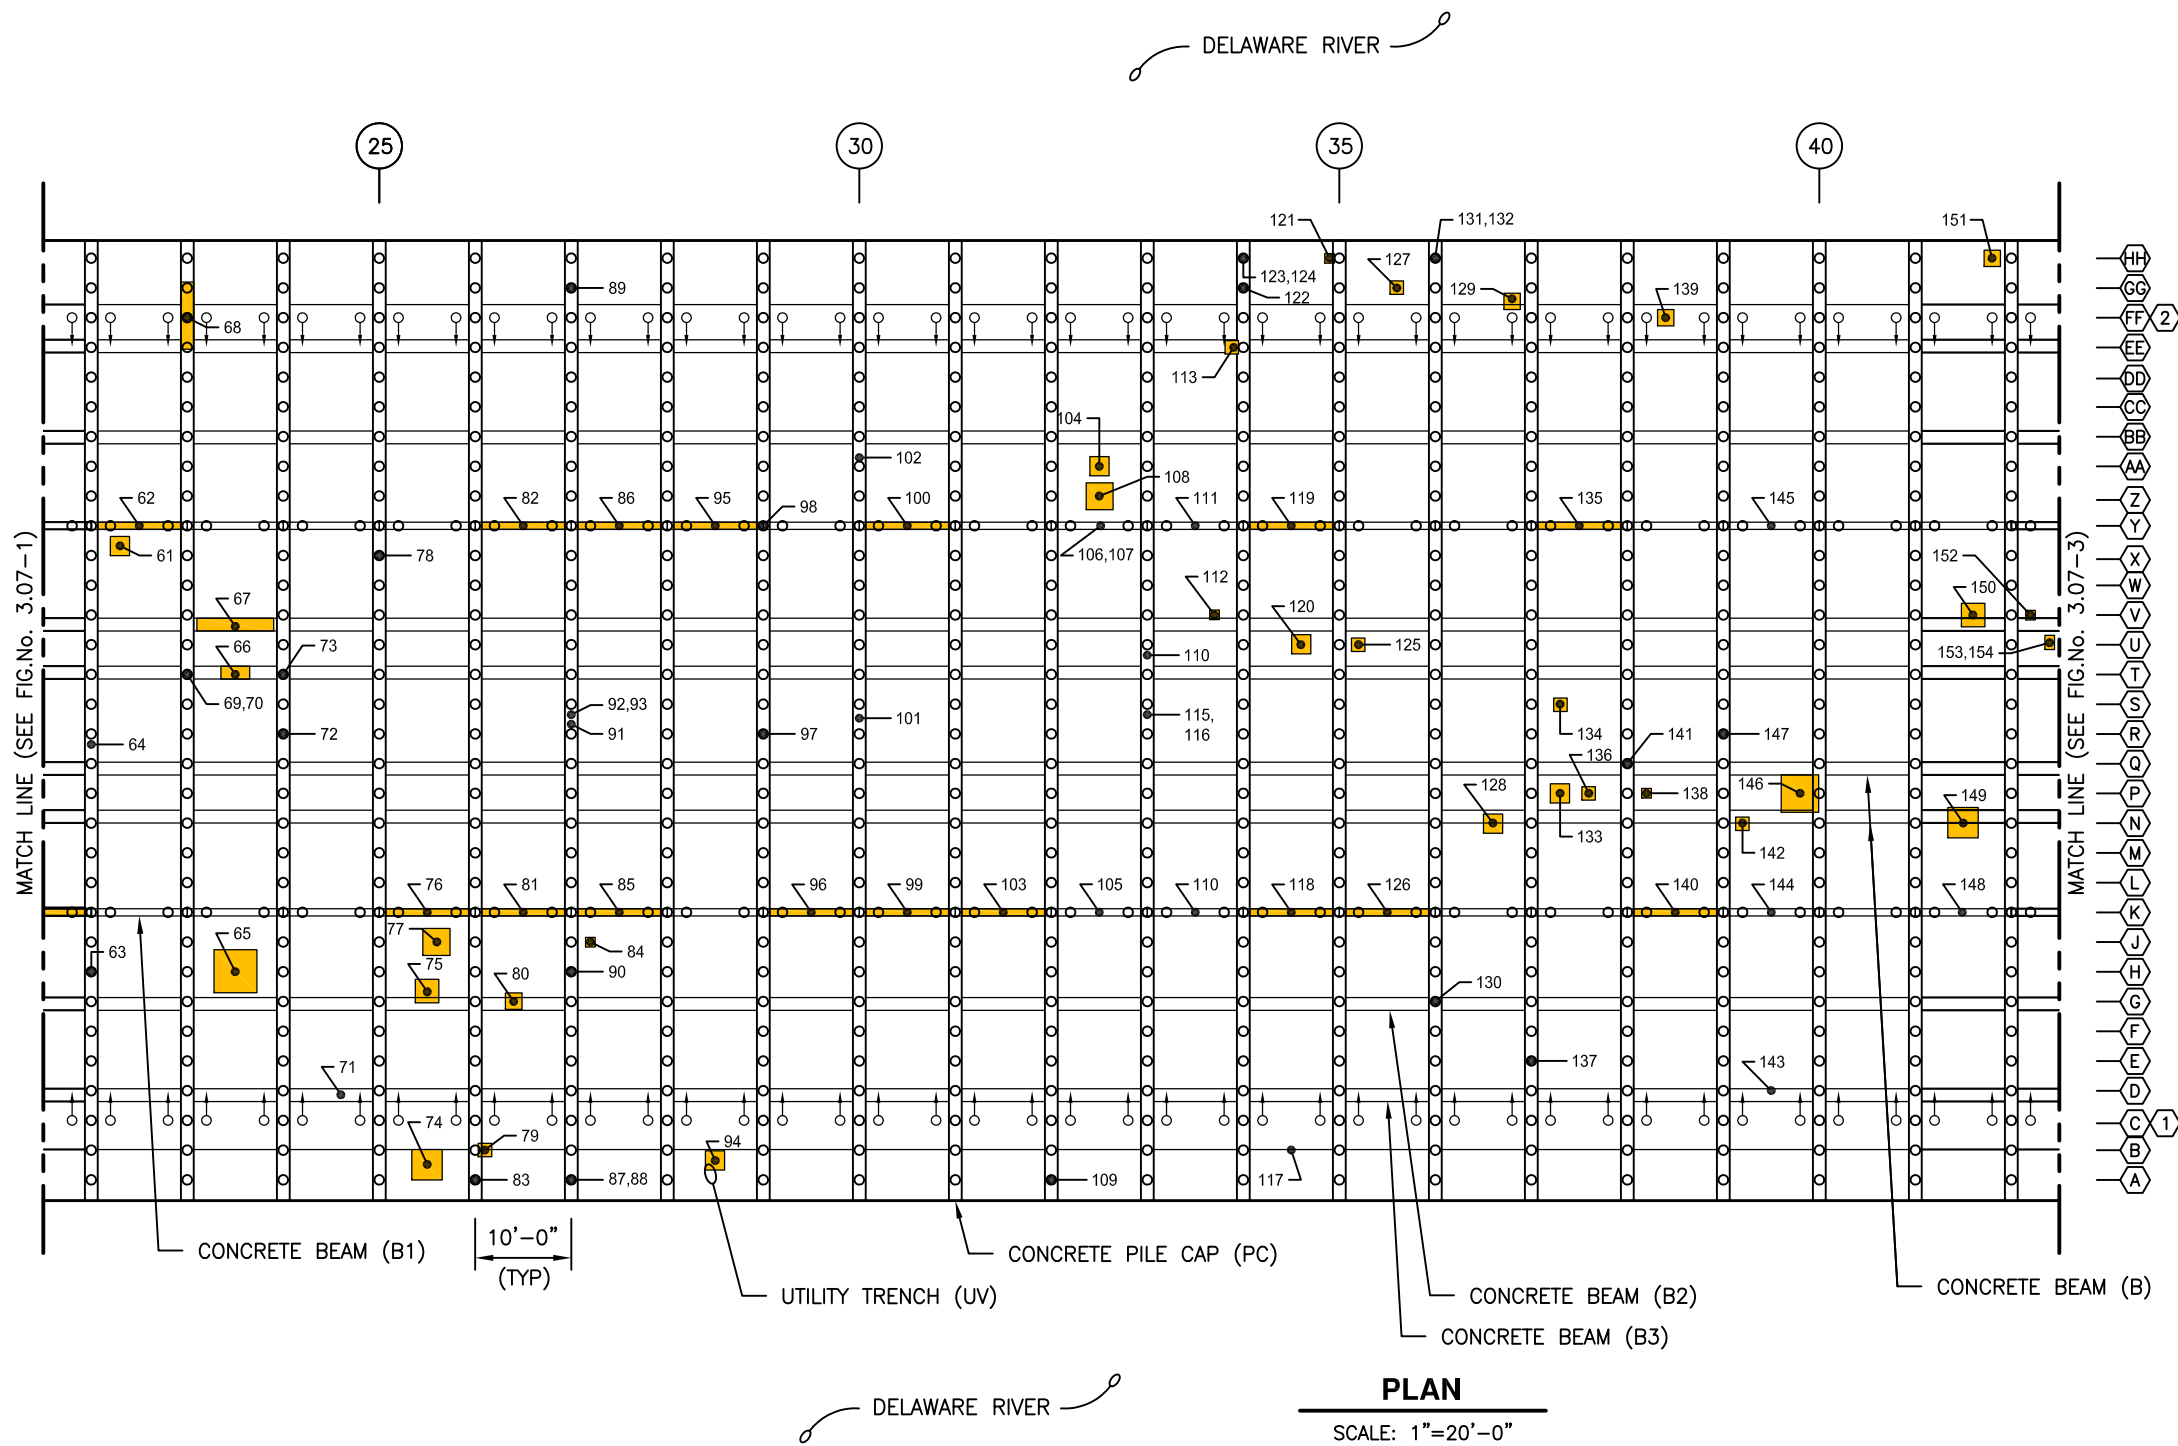 DELAWARE RIVER
25
30
35
40
121
131,132
151
HH
123,124
127
89
122
129
139
GG
68
FF 2
113
EE
DD
CC
104
BB
102
108
AA
62
82
86
95
98
100
111
119
135
145
Z
Y
61
78
106,107
152
X
112
W
67
120
150
V
66
73
110
125
153,154
U
T
69,70
92,93
101
115,
116
S
64
72
91
97
134
141
147
R
136
Q
128
146
138
P
133
149
142
N
M
76
81
85
96
99
103
105
110
118
126
140
144
148
L
K
77
65
84
J
63
75
80
90
H
130
G
F
71
137
143
E
D
74
79
94
C 1
B
83
87,88
109
117
A
MATCH LINE (SEE FIG.No. 3.07-1)
MATCH LINE (SEE FIG.No. 3.07-3)
10'-0"
(TYP)
CONCRETE BEAM (B1)
CONCRETE PILE CAP (PC)
UTILITY TRENCH (UV)
CONCRETE BEAM (B2)
CONCRETE BEAM (B)
CONCRETE BEAM (B3)
DELAWARE RIVER
PLAN
SCALE: 1"=20'-0"